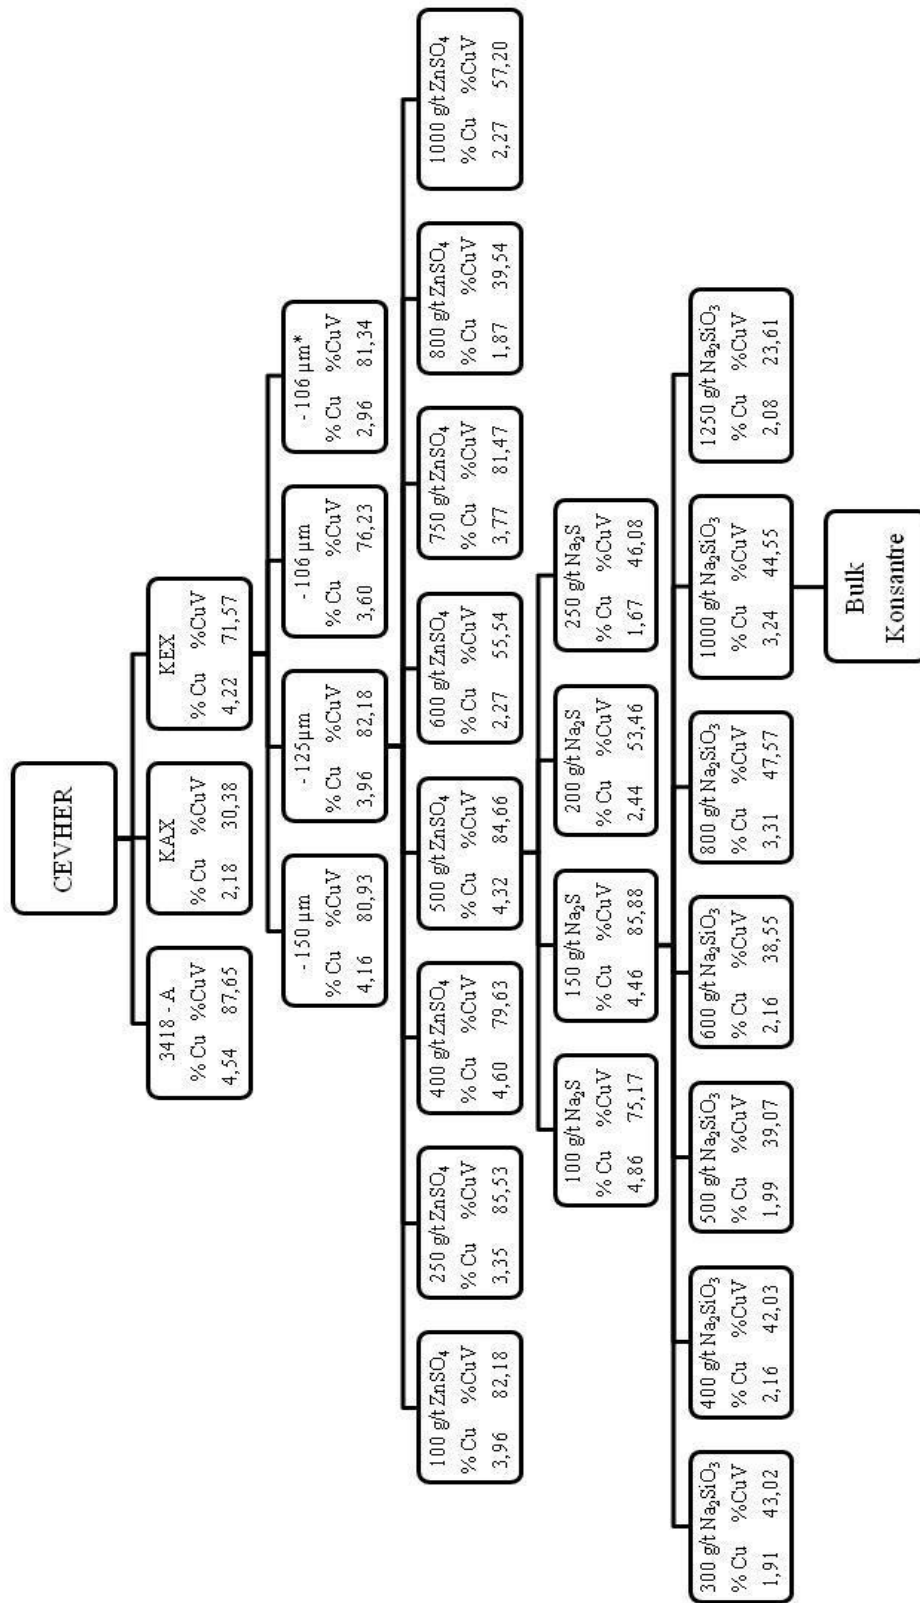 CEVHER
3418 - A
% Cu %CuV
4,54 87,65
KAX
% Cu %CuV
2,18 30,38
KEX
% Cu %CuV
4,22 71,57
- 150 µm
% Cu %CuV
4,16 80,93
- 125µm
% Cu %CuV
3,96 82,18
- 106 µm
% Cu %CuV
3,60 76,23
- 106 µm*
% Cu %CuV
2,96 81,34
100 g/t ZnSO₄
% Cu %CuV
3,96 82,18
250 g/t ZnSO₄
% Cu %CuV
3,35 85,53
400 g/t ZnSO₄
% Cu %CuV
4,60 79,63
500 g/t ZnSO₄
% Cu %CuV
4,32 84,66
600 g/t ZnSO₄
% Cu %CuV
2,27 55,54
750 g/t ZnSO₄
% Cu %CuV
3,77 81,47
800 g/t ZnSO₄
% Cu %CuV
1,87 39,54
1000 g/t ZnSO₄
% Cu %CuV
2,27 57,20
100 g/t Na₂S
% Cu %CuV
4,86 75,17
150 g/t Na₂S
% Cu %CuV
4,46 85,88
200 g/t Na₂S
% Cu %CuV
2,44 53,46
250 g/t Na₂S
% Cu %CuV
1,67 46,08
300 g/t Na₂SiO₃
% Cu %CuV
1,91 43,02
400 g/t Na₂SiO₃
% Cu %CuV
2,16 42,03
500 g/t Na₂SiO₃
% Cu %CuV
1,99 39,07
600 g/t Na₂SiO₃
% Cu %CuV
2,16 38,55
800 g/t Na₂SiO₃
% Cu %CuV
3,31 47,57
1000 g/t Na₂SiO₃
% Cu %CuV
3,24 44,55
1250 g/t Na₂SiO₃
% Cu %CuV
2,08 23,61
Bulk
Konsantre